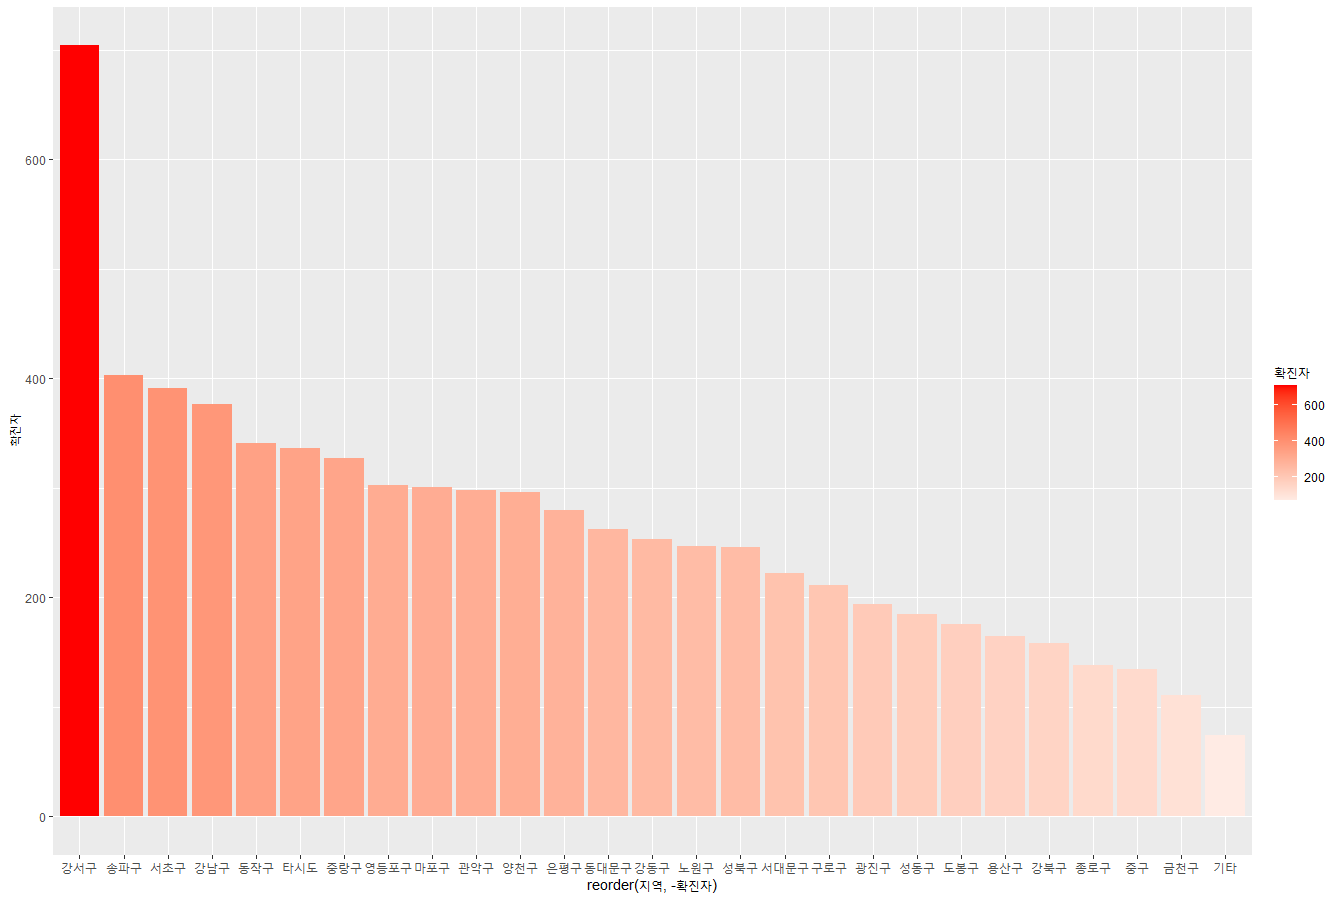 600
400
200
0
확진자
강서구 송파구 서초구 강남구 동작구 타시도 중랑구 영등포구 마포구 관악구 양천구 은평구 동대문구 강동구 노원구 성북구 서대문구 구로구 광진구 성동구 도봉구 용산구 강북구 종로구 중구 금천구 기타
reorder(지역, -확진자)
확진자
600
400
200